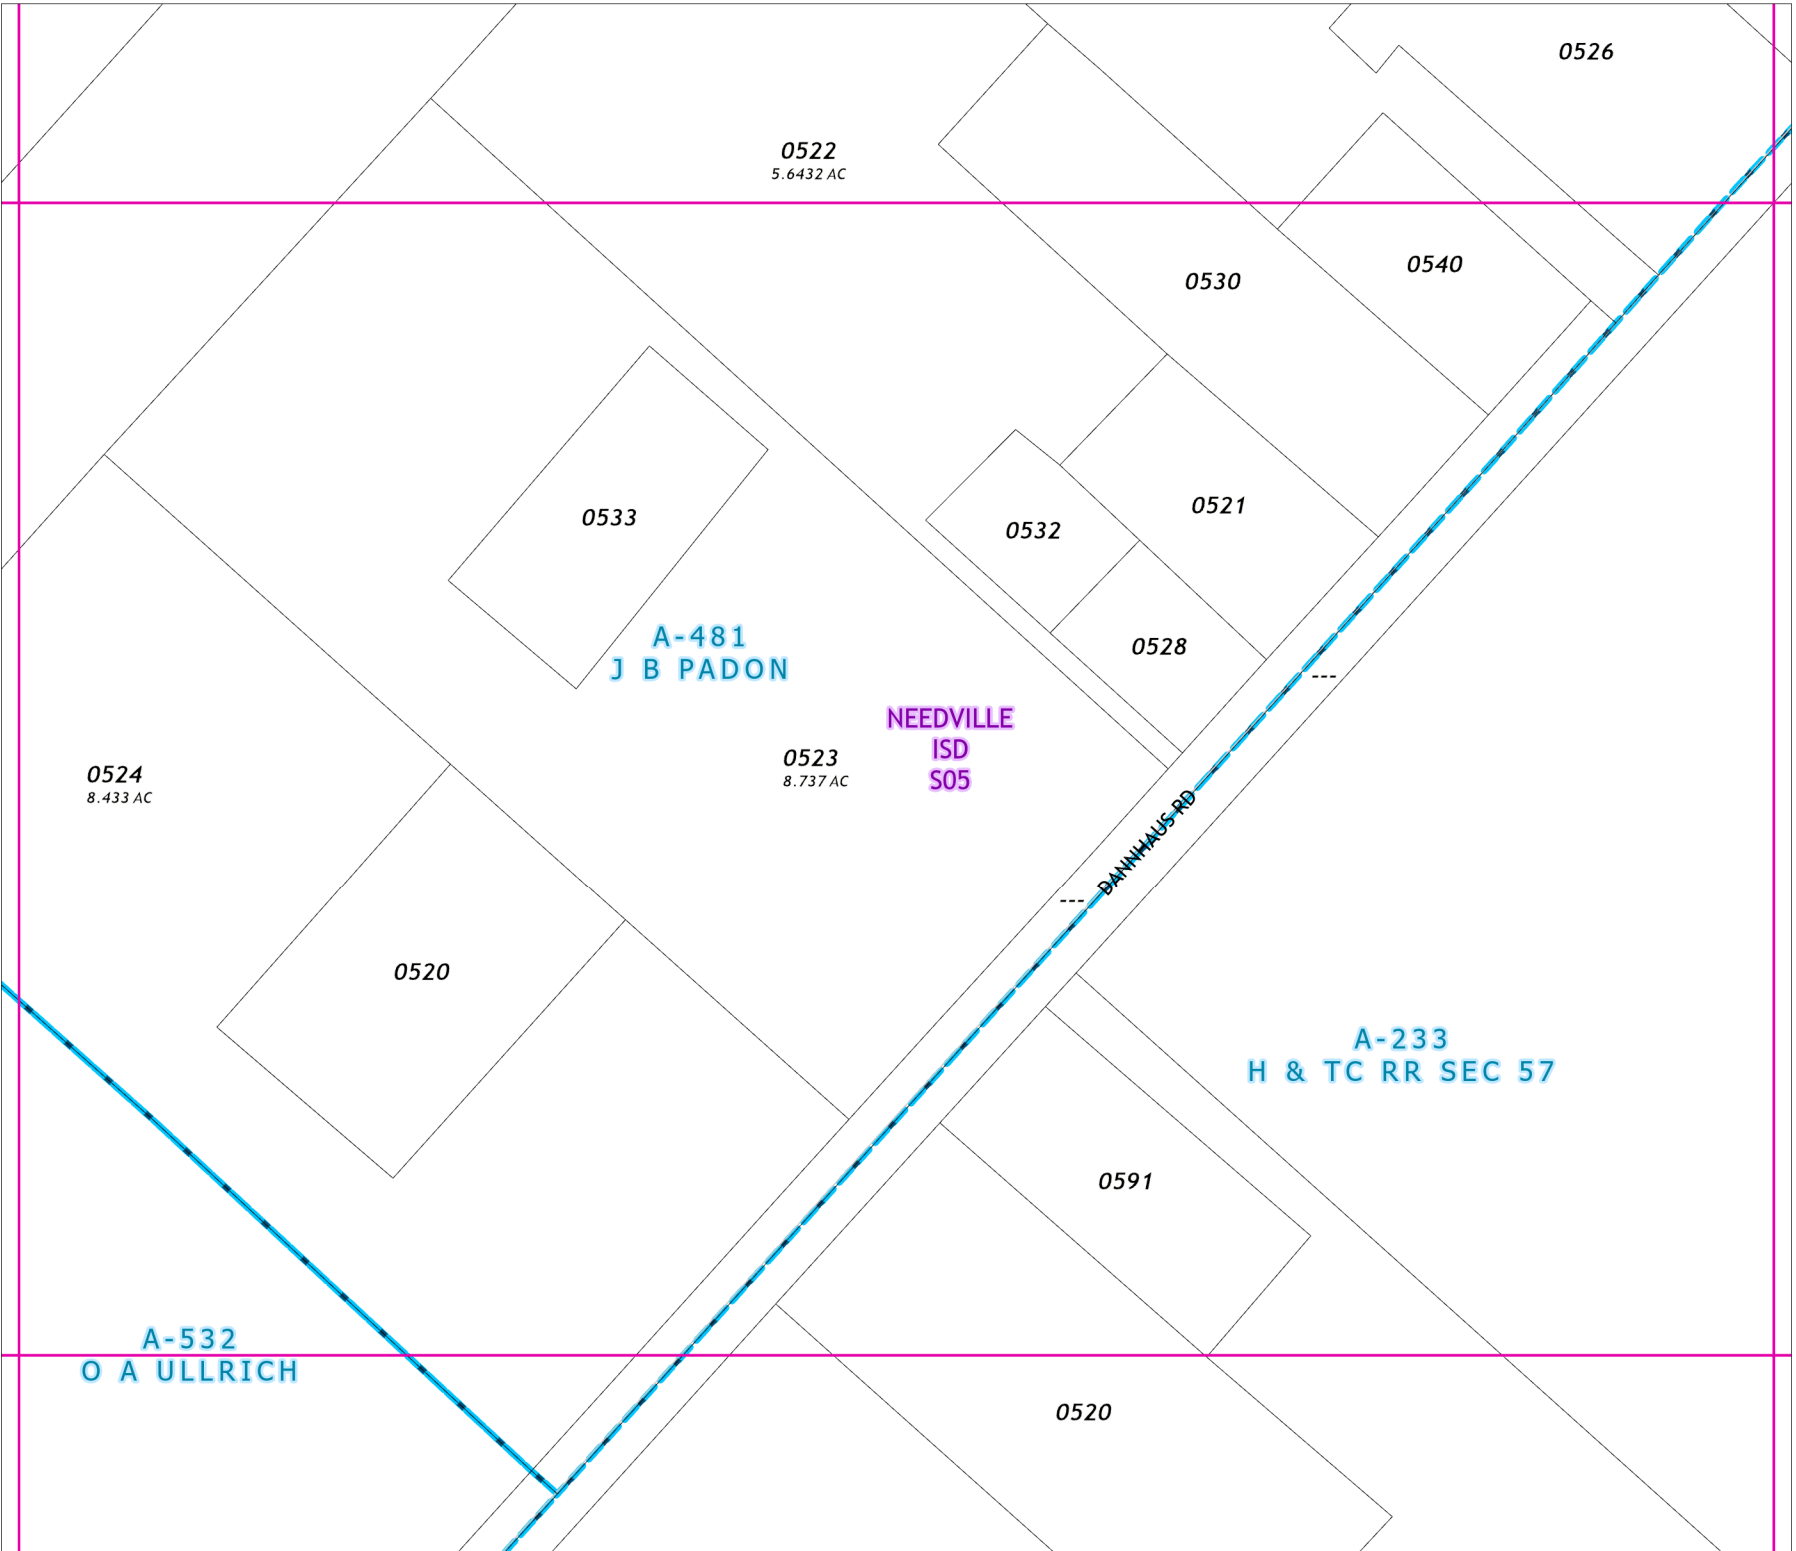 0526
0522
5.6432 AC
0540
0530
0521
0533
0532
0528
A-481
J B PADON
NEEDVILLE
ISD
S05
---
0523
8.737 AC
0524
8.433 AC
DANNHAUS RD
---
0520
A-233
H & TC RR SEC 57
0591
A-532
O A ULLRICH
0520